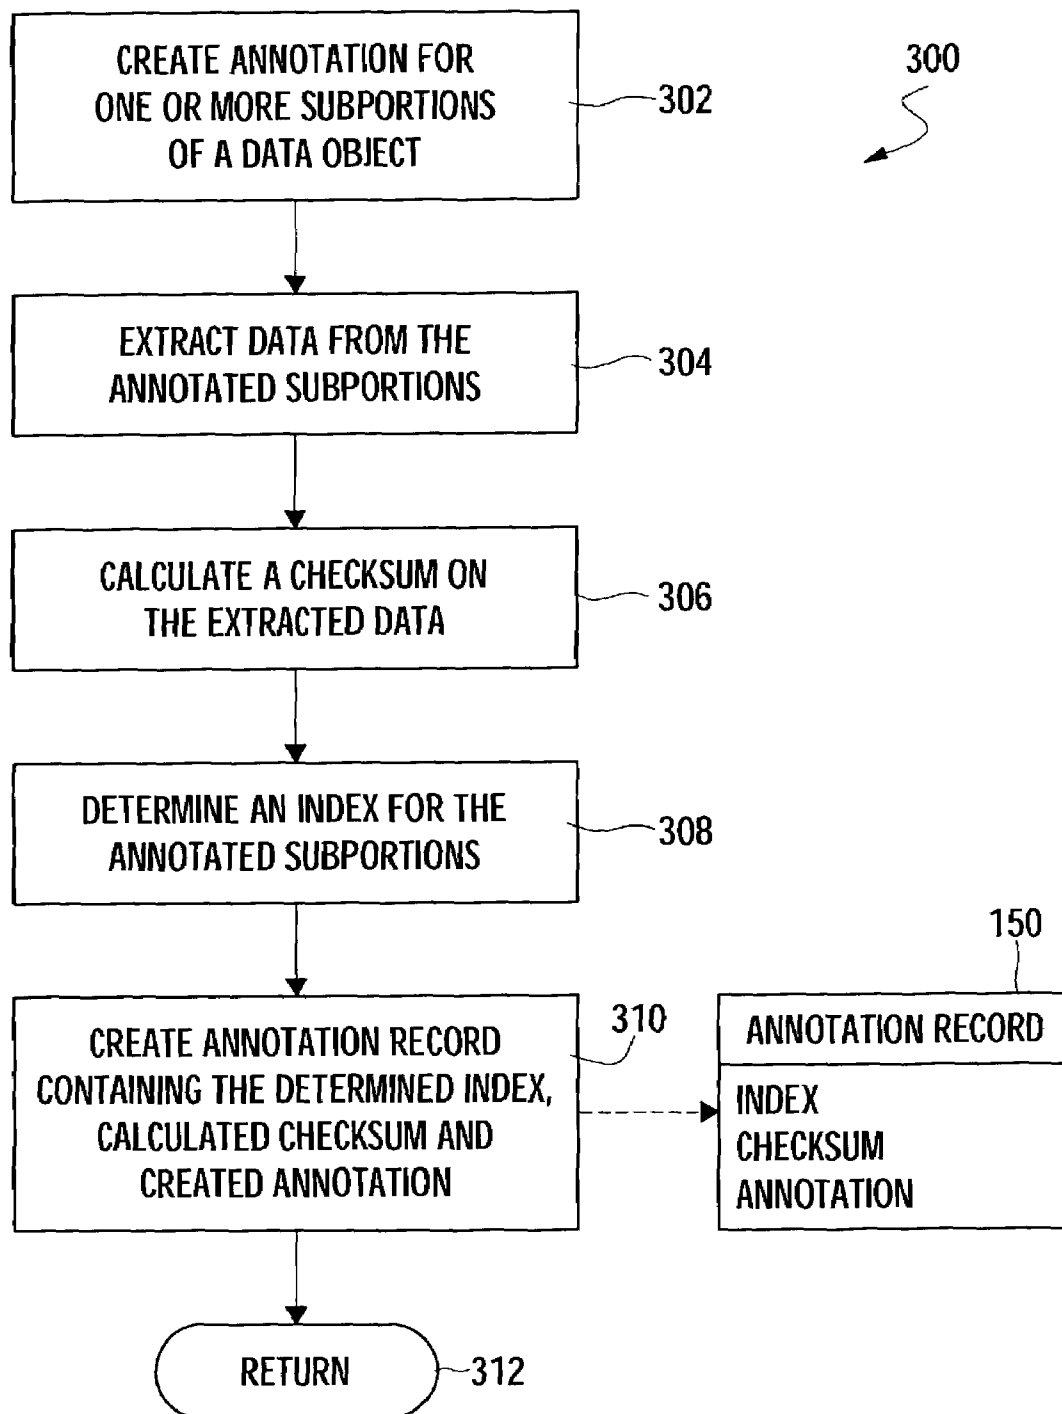 CREATE ANNOTATION FOR
ONE OR MORE SUBPORTIONS
OF A DATA OBJECT
302
300
EXTRACT DATA FROM THE
ANNOTATED SUBPORTIONS
304
CALCULATE A CHECKSUM ON
THE EXTRACTED DATA
306
DETERMINE AN INDEX FOR THE
ANNOTATED SUBPORTIONS
308
CREATE ANNOTATION RECORD
CONTAINING THE DETERMINED INDEX,
CALCULATED CHECKSUM AND
CREATED ANNOTATION
310
150
ANNOTATION RECORD
INDEX
CHECKSUM
ANNOTATION
RETURN
312